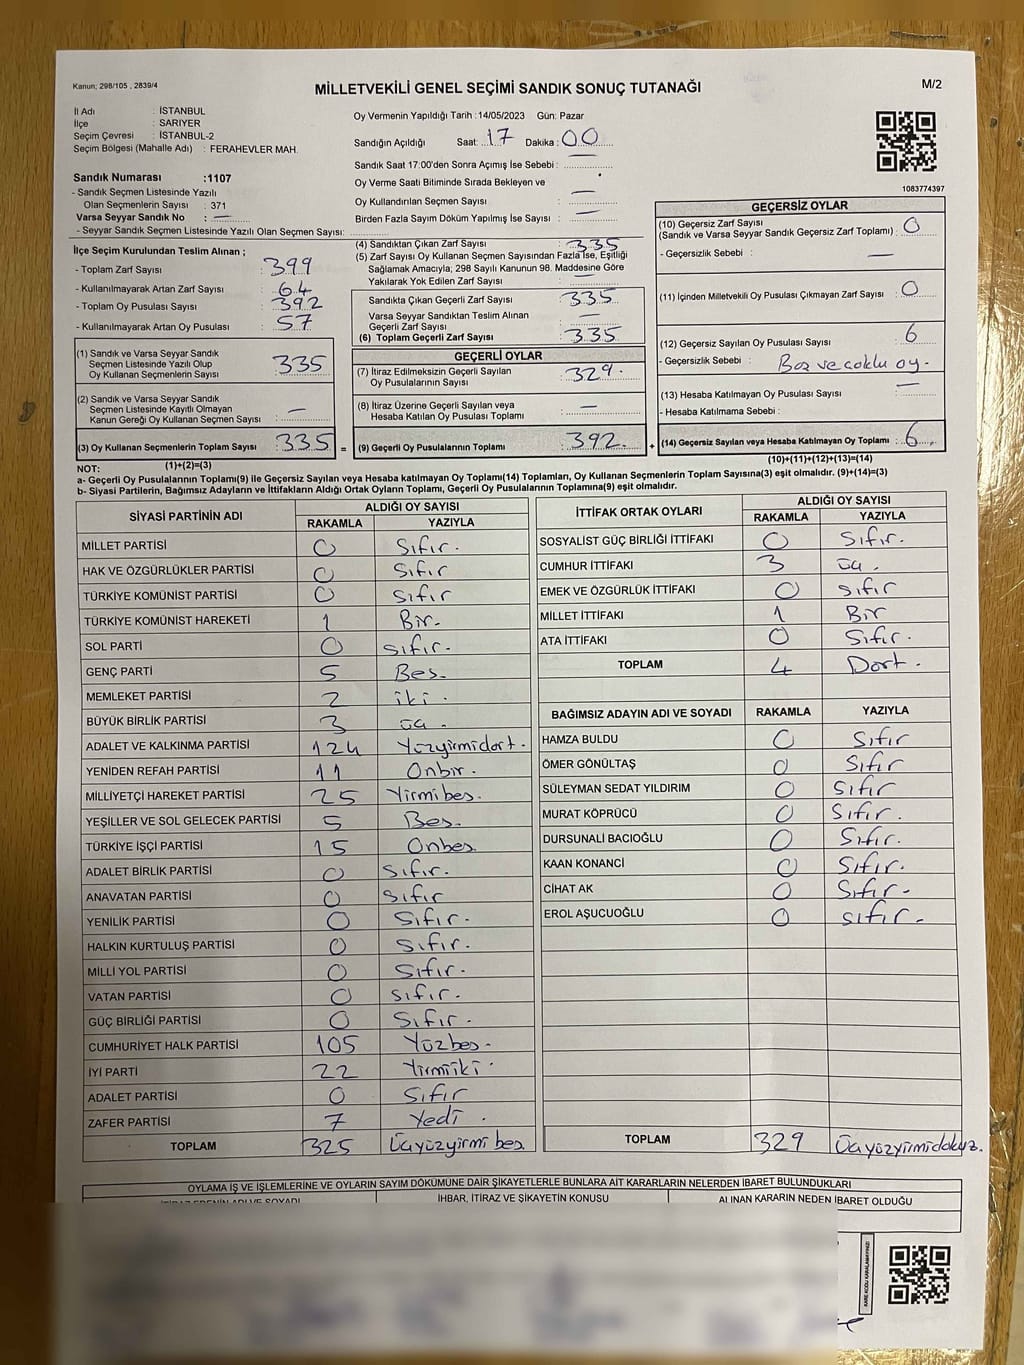 Kanun; 298/105 , 2839/4
MİLLETVEKİLİ GENEL SEÇİMİ SANDIK SONUÇ TUTANAĞI
M/2
İl Adı : İSTANBUL
İlçe : SARIYER
Seçim Çevresi : İSTANBUL-2
Seçim Bölgesi (Mahalle Adı) : FERAHEVLER MAH.
Sandık Numarası :1107
- Sandık Seçmen Listesinde Yazılı
Olan Seçmenlerin Sayısı : 371
Varsa Seyyar Sandık No : —
- Seyyar Sandık Seçmen Listesinde Yazılı Olan Seçmen Sayısı:
Oy Vermenin Yapıldığı Tarih :14/05/2023 Gün: Pazar
Sandığın Açıldığı Saat: 17 Dakika: 00
Sandık Saat 17:00'den Sonra Açımış İse Sebebi : —
Oy Verme Saati Bitiminde Sırada Bekleyen ve
Oy Kullandırılan Seçmen Sayısı : —
Birden Fazla Sayım Döküm Yapılmış İse Sayısı : —
1083774397
İlçe Seçim Kurulundan Teslim Alınan ;
- Toplam Zarf Sayısı : 399
- Kullanılmayarak Artan Zarf Sayısı : 64
- Toplam Oy Pusulası Sayısı : 392
- Kullanılmayarak Artan Oy Pusulası : 57
(1) Sandık ve Varsa Seyyar Sandık
Seçmen Listesinde Yazılı Olup
Oy Kullanan Seçmenlerin Sayısı : 335
(2) Sandık ve Varsa Seyyar Sandık
Seçmen Listesinde Kayıtlı Olmayan
Kanun Gereği Oy Kullanan Seçmen Sayısı : —
(3) Oy Kullanan Seçmenlerin Toplam Sayısı : 335 =
(1)+(2)=(3)
(4) Sandıktan Çıkan Zarf Sayısı : 335
(5) Zarf Sayısı Oy Kullanan Seçmen Sayısından Fazla İse, Eşitliği
Sağlamak Amacıyla; 298 Sayılı Kanunun 98. Maddesine Göre
Yakılarak Yok Edilen Zarf Sayısı : —
Sandıkta Çıkan Geçerli Zarf Sayısı : 335
Varsa Seyyar Sandıktan Teslim Alınan
Geçerli Zarf Sayısı : —
(6) Toplam Geçerli Zarf Sayısı : 335
GEÇERLİ OYLAR
(7) İtiraz Edilmeksizin Geçerli Sayılan
Oy Pusulalarının Sayısı : 329.
(8) İtiraz Üzerine Geçerli Sayılan veya
Hesaba Katılan Oy Pusulası Toplamı : —
(9) Geçerli Oy Pusulalarının Toplamı : 392. +
GEÇERSİZ OYLAR
(10) Geçersiz Zarf Sayısı
(Sandık ve Varsa Seyyar Sandık Geçersiz Zarf Toplamı) : 0
- Geçersizlik Sebebi : —
(11) İçinden Milletvekili Oy Pusulası Çıkmayan Zarf Sayısı : 0
(12) Geçersiz Sayılan Oy Pusulası Sayısı : 6
- Geçersizlik Sebebi : Boş ve çoklu oy.
(13) Hesaba Katılmayan Oy Pusulası Sayısı : —
- Hesaba Katılmama Sebebi :
(14) Geçersiz Sayılan veya Hesaba Katılmayan Oy Toplamı : 6
(10)+(11)+(12)+(13)=(14)
NOT:
a- Geçerli Oy Pusulalarının Toplamı(9) ile Geçersiz Sayılan veya Hesaba katılmayan Oy Toplamı(14) Toplamları, Oy Kullanan Seçmenlerin Toplam Sayısına(3) eşit olmalıdır. (9)+(14)=(3)
b- Siyasi Partilerin, Bağımsız Adayların ve İttifakların Aldığı Ortak Oyların Toplamı, Geçerli Oy Pusulalarının Toplamına(9) eşit olmalıdır.
SİYASİ PARTİNİN ADI ALDIĞI OY SAYISI
RAKAMLA YAZIYLA
MİLLET PARTİSİ 0 Sıfır.
HAK VE ÖZGÜRLÜKLER PARTİSİ 0 Sıfır
TÜRKİYE KOMÜNİST PARTİSİ 0 Sıfır
TÜRKİYE KOMÜNİST HAREKETİ 1 Bir.
SOL PARTİ 0 Sıfır.
GENÇ PARTİ 5 Beş.
MEMLEKET PARTİSİ 2 iki.
BÜYÜK BİRLİK PARTİSİ 3 üç.
ADALET VE KALKINMA PARTİSİ 124 Yüzyirmidört.
YENİDEN REFAH PARTİSİ 11 Onbir.
MİLLİYETÇİ HAREKET PARTİSİ 25 Yirmibeş.
YEŞİLLER VE SOL GELECEK PARTİSİ 5 Beş.
TÜRKİYE İŞÇİ PARTİSİ 15 Onbeş
ADALET BİRLİK PARTİSİ 0 Sıfır.
ANAVATAN PARTİSİ 0 Sıfır
YENİLİK PARTİSİ 0 Sıfır.
HALKIN KURTULUŞ PARTİSİ 0 Sıfır.
MİLLİ YOL PARTİSİ 0 Sıfır.
VATAN PARTİSİ 0 Sıfır.
GÜÇ BİRLİĞİ PARTİSİ 0 Sıfır.
CUMHURİYET HALK PARTİSİ 105 Yüzbeş.
İYİ PARTİ 22 Yirmiiki.
ADALET PARTİSİ 0 Sıfır
ZAFER PARTİSİ 7 Yedi.
TOPLAM 325 Üçyüzyirmi beş.
İTTİFAK ORTAK OYLARI ALDIĞI OY SAYISI
RAKAMLA YAZIYLA
SOSYALİST GÜÇ BİRLİĞİ İTTİFAKI 0 Sıfır.
CUMHUR İTTİFAKI 3 üç.
EMEK VE ÖZGÜRLÜK İTTİFAKI 0 sıfır
MİLLET İTTİFAKI 1 Bir
ATA İTTİFAKI 0 Sıfır.
TOPLAM 4 Dört.
BAĞIMSIZ ADAYIN ADI VE SOYADI RAKAMLA YAZIYLA
HAMZA BULDU 0 Sıfır
ÖMER GÖNÜLTAŞ 0 Sıfır
SÜLEYMAN SEDAT YILDIRIM 0 Sıfır
MURAT KÖPRÜCÜ 0 Sıfır.
DURSUNALİ BACIOĞLU 0 Sıfır.
KAAN KONANCİ 0 Sıfır.
CİHAT AK 0 Sıfır.
EROL AŞUCUOĞLU 0 sıfır.
TOPLAM 329 Üçyüzyirmidokuz.
OYLAMA İŞ VE İŞLEMLERİNE VE OYLARIN SAYIM DÖKÜMÜNE DAİR ŞİKAYETLERLE BUNLARA AİT KARARLARIN NELERDEN İBARET BULUNDUKLARI
İTİRAZ EDENİN ADI VE SOYADI İHBAR, İTİRAZ VE ŞİKAYETİN KONUSU ALINAN KARARIN NEDEN İBARET OLDUĞU
KARE KODU KARALAMAYINIZ!